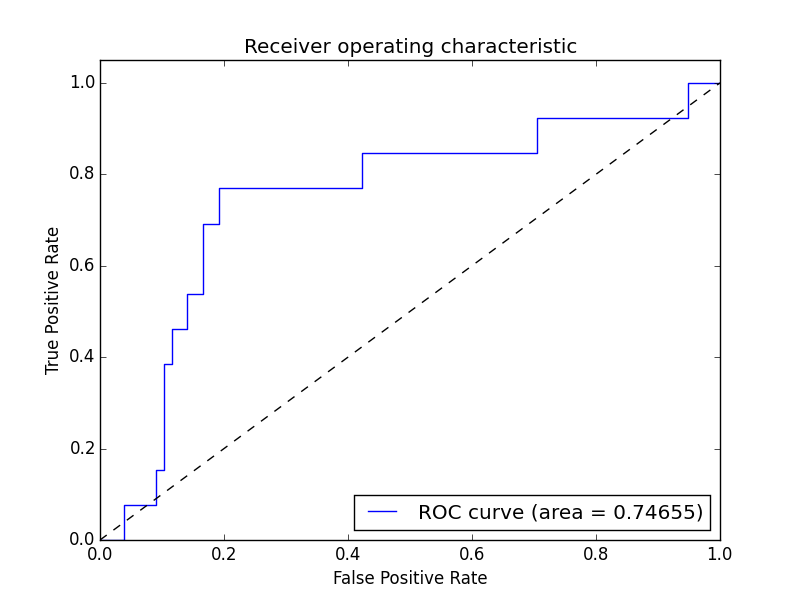 Receiver operating characteristic
1.0
0.8
0.6
0.4
0.2
0.0
True Positive Rate
ROC curve (area = 0.74655)
0.0 0.2 0.4 0.6 0.8 1.0
False Positive Rate